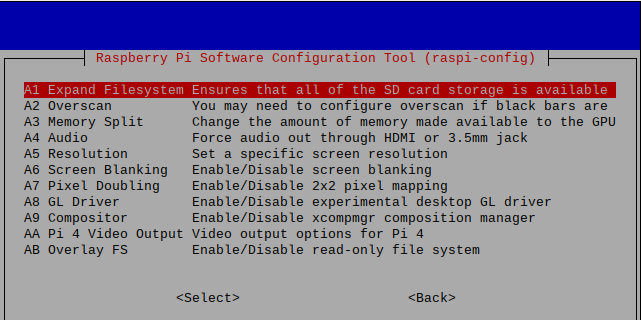 Raspberry Pi Software Configuration Tool (raspi-config)
A1 Expand Filesystem Ensures that all of the SD card storage is available
A2 Overscan You may need to configure overscan if black bars are
A3 Memory Split Change the amount of memory made available to the GPU
A4 Audio Force audio out through HDMI or 3.5mm jack
A5 Resolution Set a specific screen resolution
A6 Screen Blanking Enable/Disable screen blanking
A7 Pixel Doubling Enable/Disable 2x2 pixel mapping
A8 GL Driver Enable/Disable experimental desktop GL driver
A9 Compositor Enable/Disable xcompmgr composition manager
AA Pi 4 Video Output Video output options for Pi 4
AB Overlay FS Enable/Disable read-only file system
<Select> <Back>